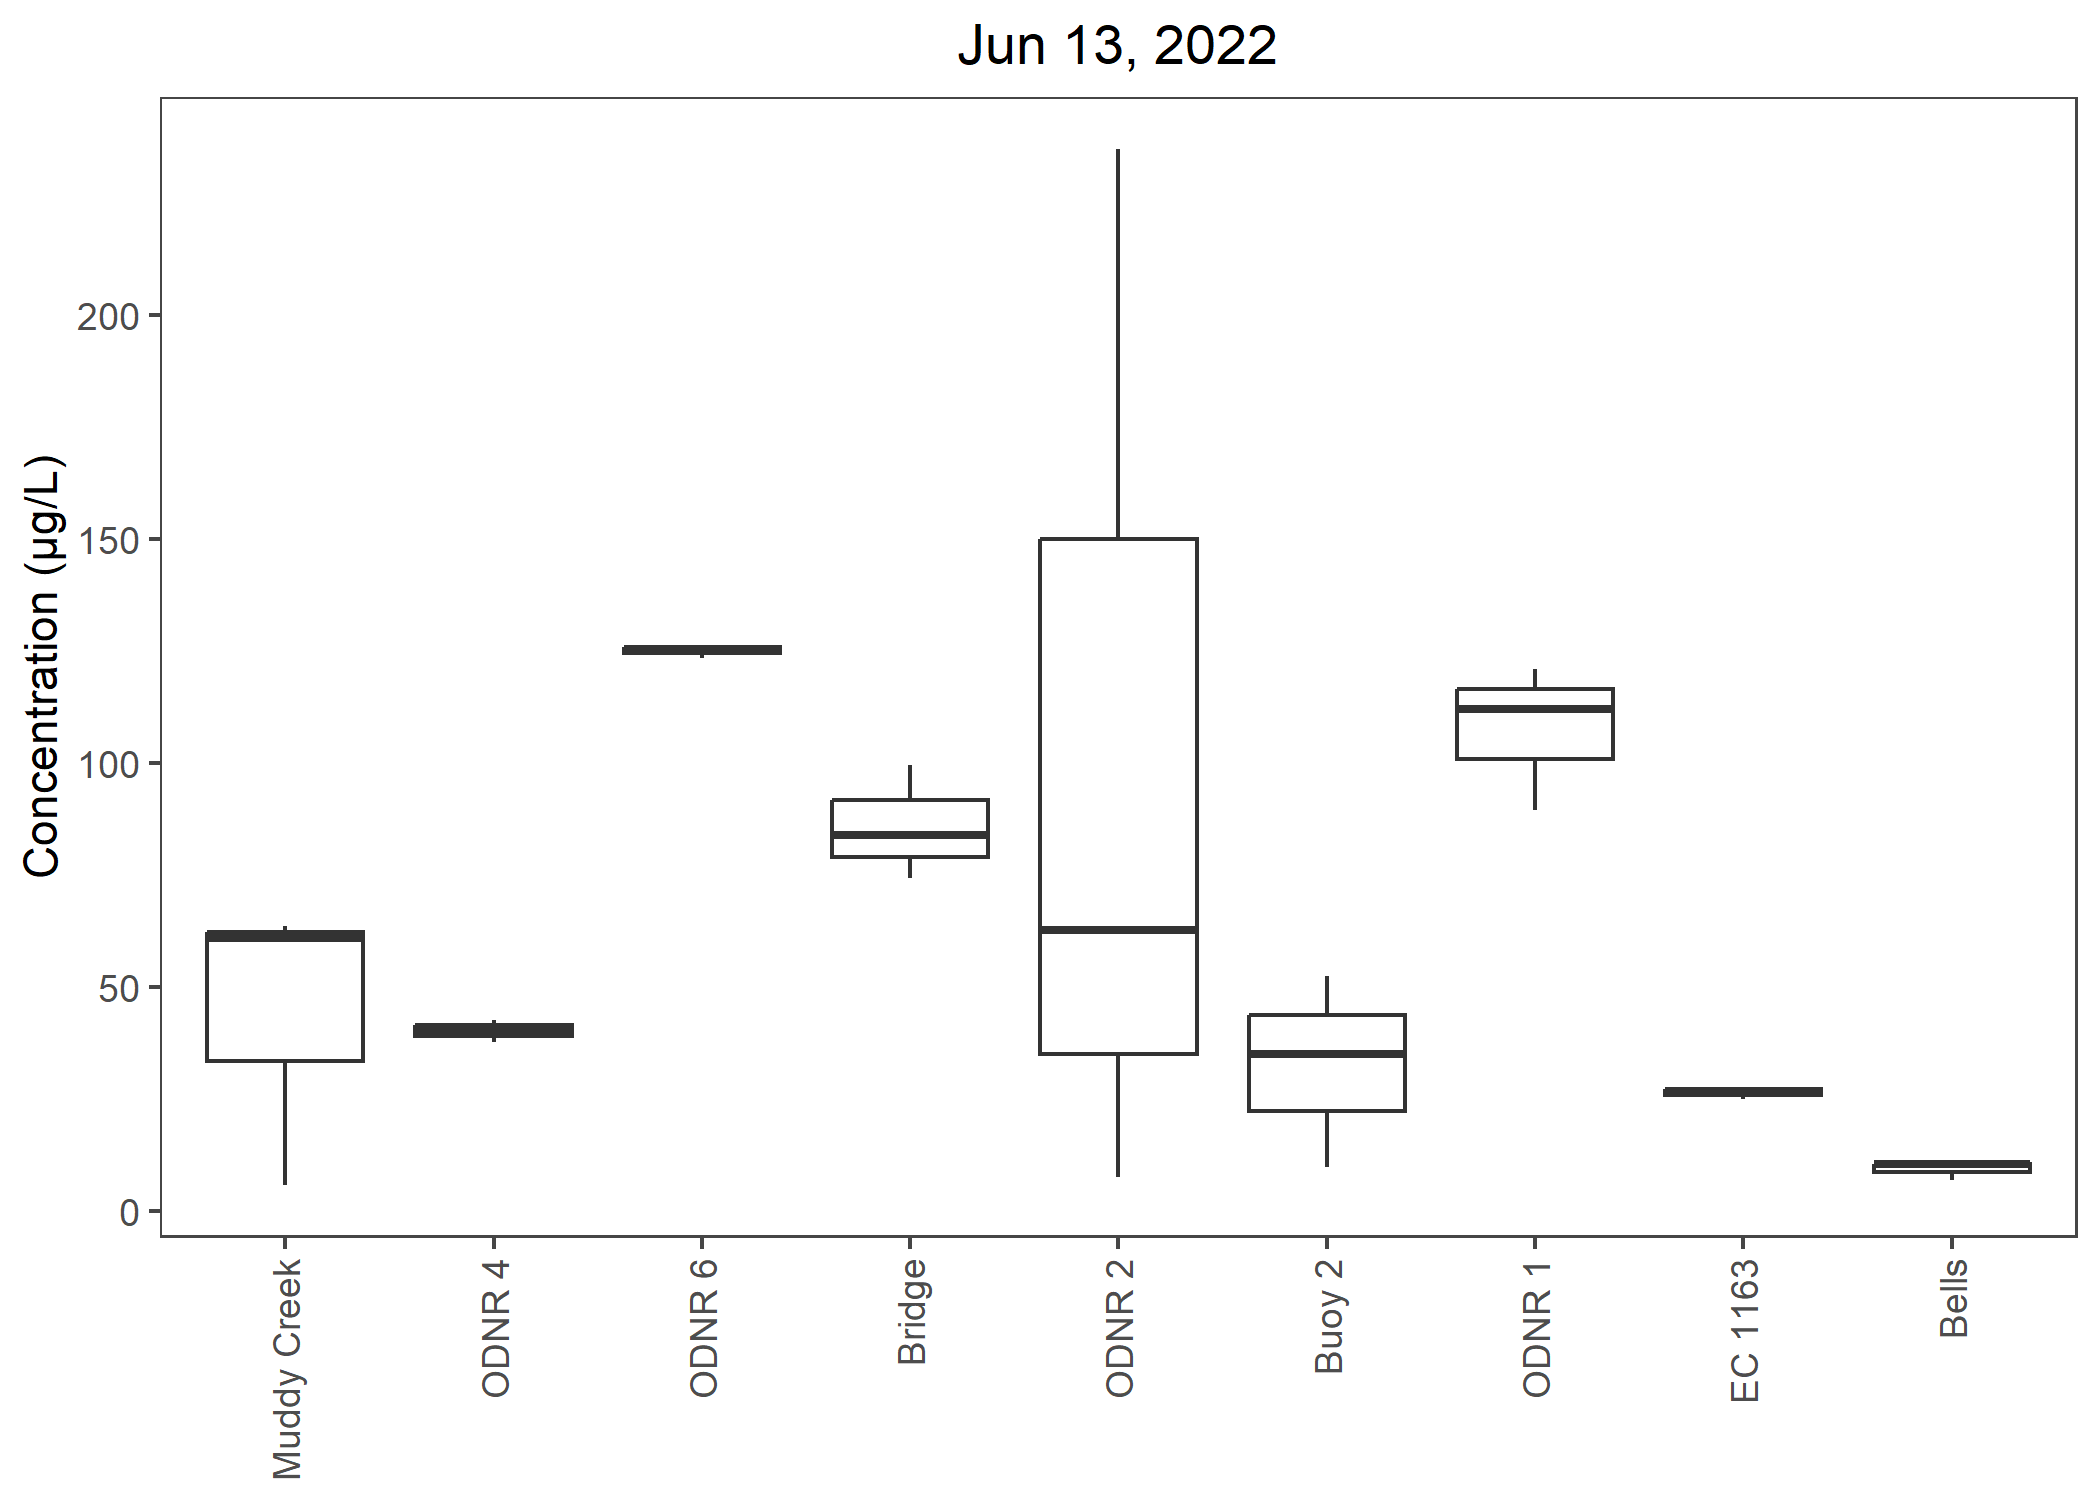 Jun 13, 2022
Concentration (µg/L)
200
150
100
50
0
Muddy Creek
ODNR 4
ODNR 6
Bridge
ODNR 2
Buoy 2
ODNR 1
EC 1163
Bells